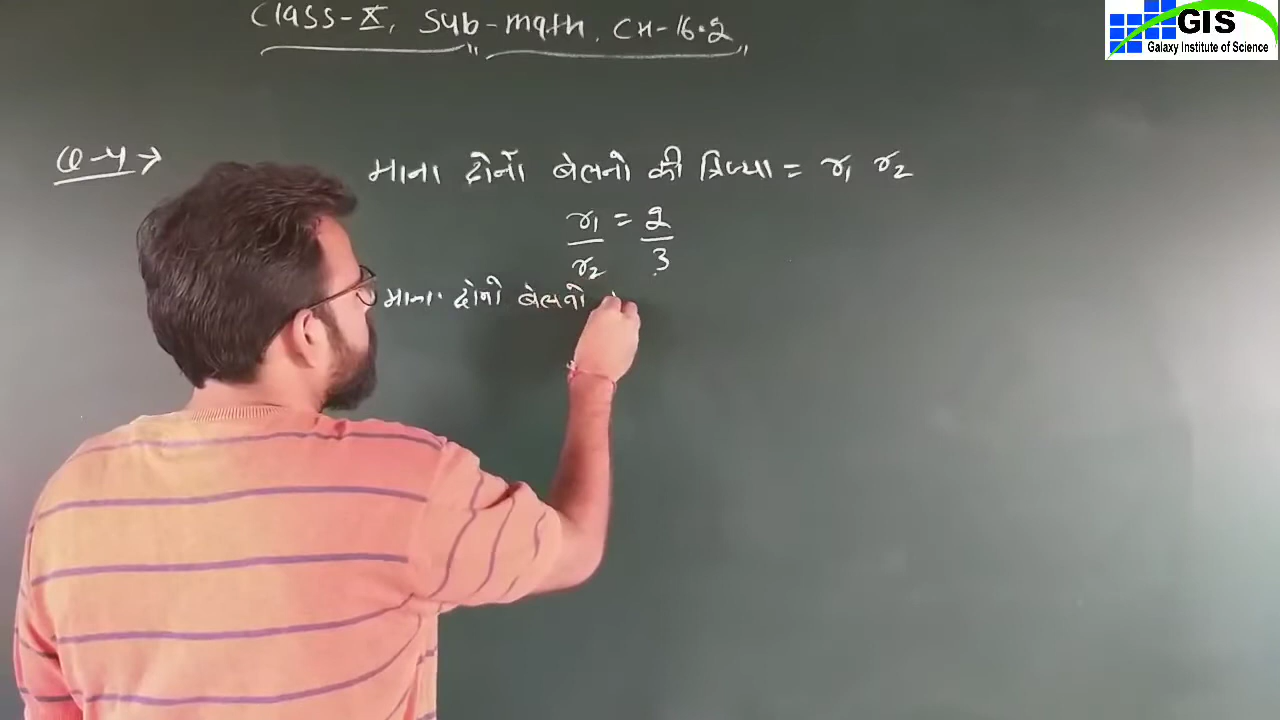 Class-X, Sub-math, CH-16.2
GIS
Galaxy Institute of Science
Q-4→
माना दोनों बेलनो की त्रिज्या = r₁ r₂
r₁ = 2
r₂ 3
माना दोनो बेलनो